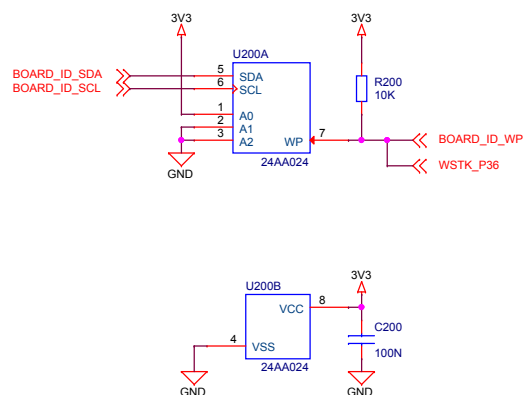 3V3
3V3
U200A
BOARD_ID_SDA
5
SDA
BOARD_ID_SCL
6
SCL
R200
10K
1
A0
2
A1
3
A2
WP
7
BOARD_ID_WP
24AA024
WSTK_P36
GND
3V3
U200B
VCC
8
C200
4
VSS
100N
24AA024
GND
GND